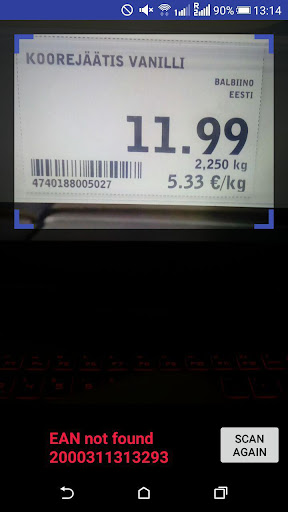 90% 13:14
KOOREJÄÄTIS VANILLI
BALBIINO
EESTI
11.99
2,250 kg
4740188005027
5.33 €/kg
EAN not found
2000311313293
SCAN
AGAIN